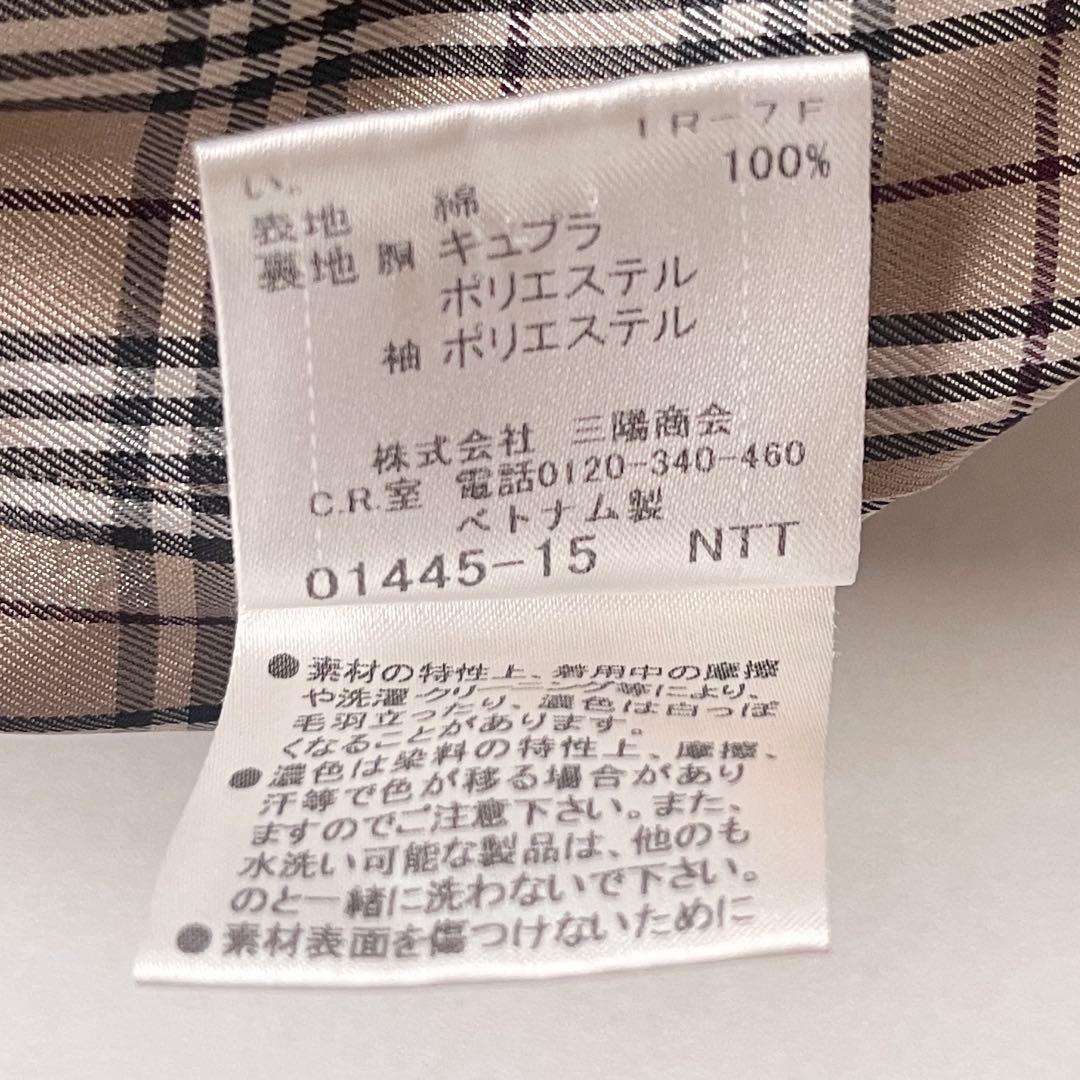 い。
表地 綿 100%
裏地 胴 キュプラ
ポリエステル
袖 ポリエステル
株式会社 三陽商会
C.R.室 電話0120-340-460
ベトナム製
01445-15 NTT
●素材の特性上、着用中の摩擦
や洗濯・クリーニング等により、
毛羽立ったり、濃色は白っぽ
くなることがあります。
●濃色は染料の特性上、摩擦、
汗等で色が移る場合があり
ますのでご注意下さい。また、
水洗い可能な製品は、他のも
のと一緒に洗わないで下さい。
●素材表面を傷つけないために